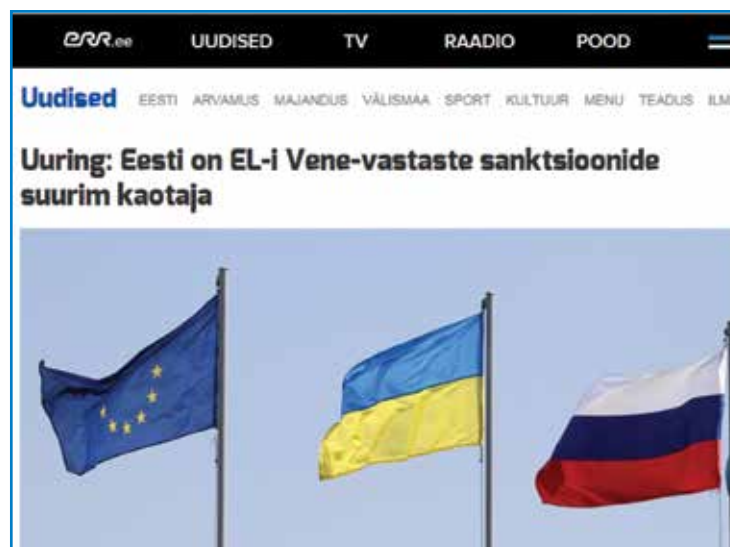 err.ee UUDISED TV RAADIO POOD
Uudised EESTI ARVAMUS MAJANDUS VÄLISMAA SPORT KULTUUR MENU TEADUS ILM
Uuring: Eesti on EL-i Vene-vastaste sanktsioonide
suurim kaotaja